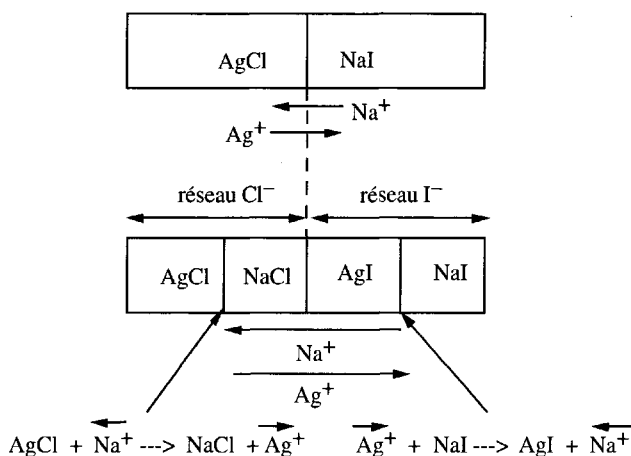 AgCl NaI
Na⁺
Ag⁺
réseau Cl⁻ réseau I⁻
AgCl NaCl AgI NaI
Na⁺
Ag⁺
AgCl + Na⁺ ---> NaCl + Ag⁺ Ag⁺ + NaI ---> AgI + Na⁺